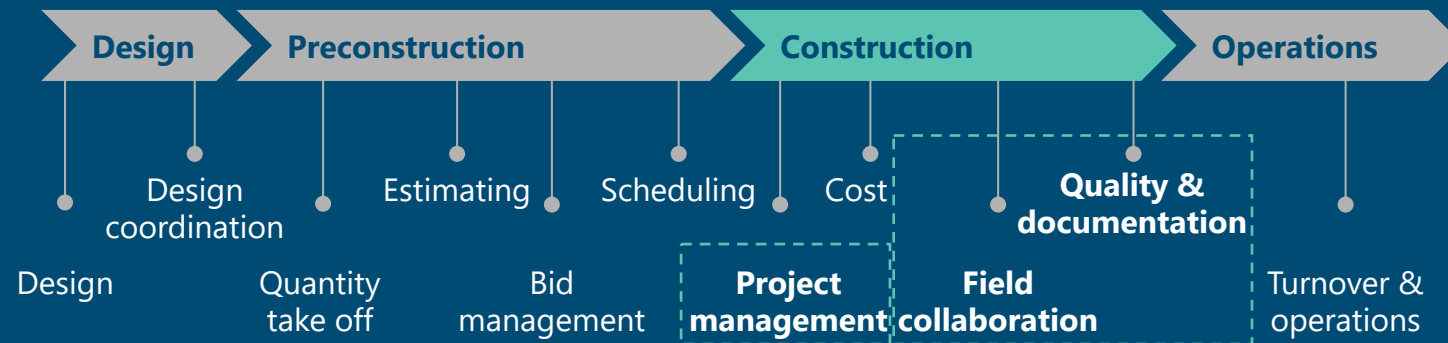 Design
Preconstruction
Construction
Operations
Design
coordination
Estimating
Scheduling
Cost
Quality &
documentation
Design
Quantity
take off
Bid
management
Project
management
Field
collaboration
Turnover &
operations